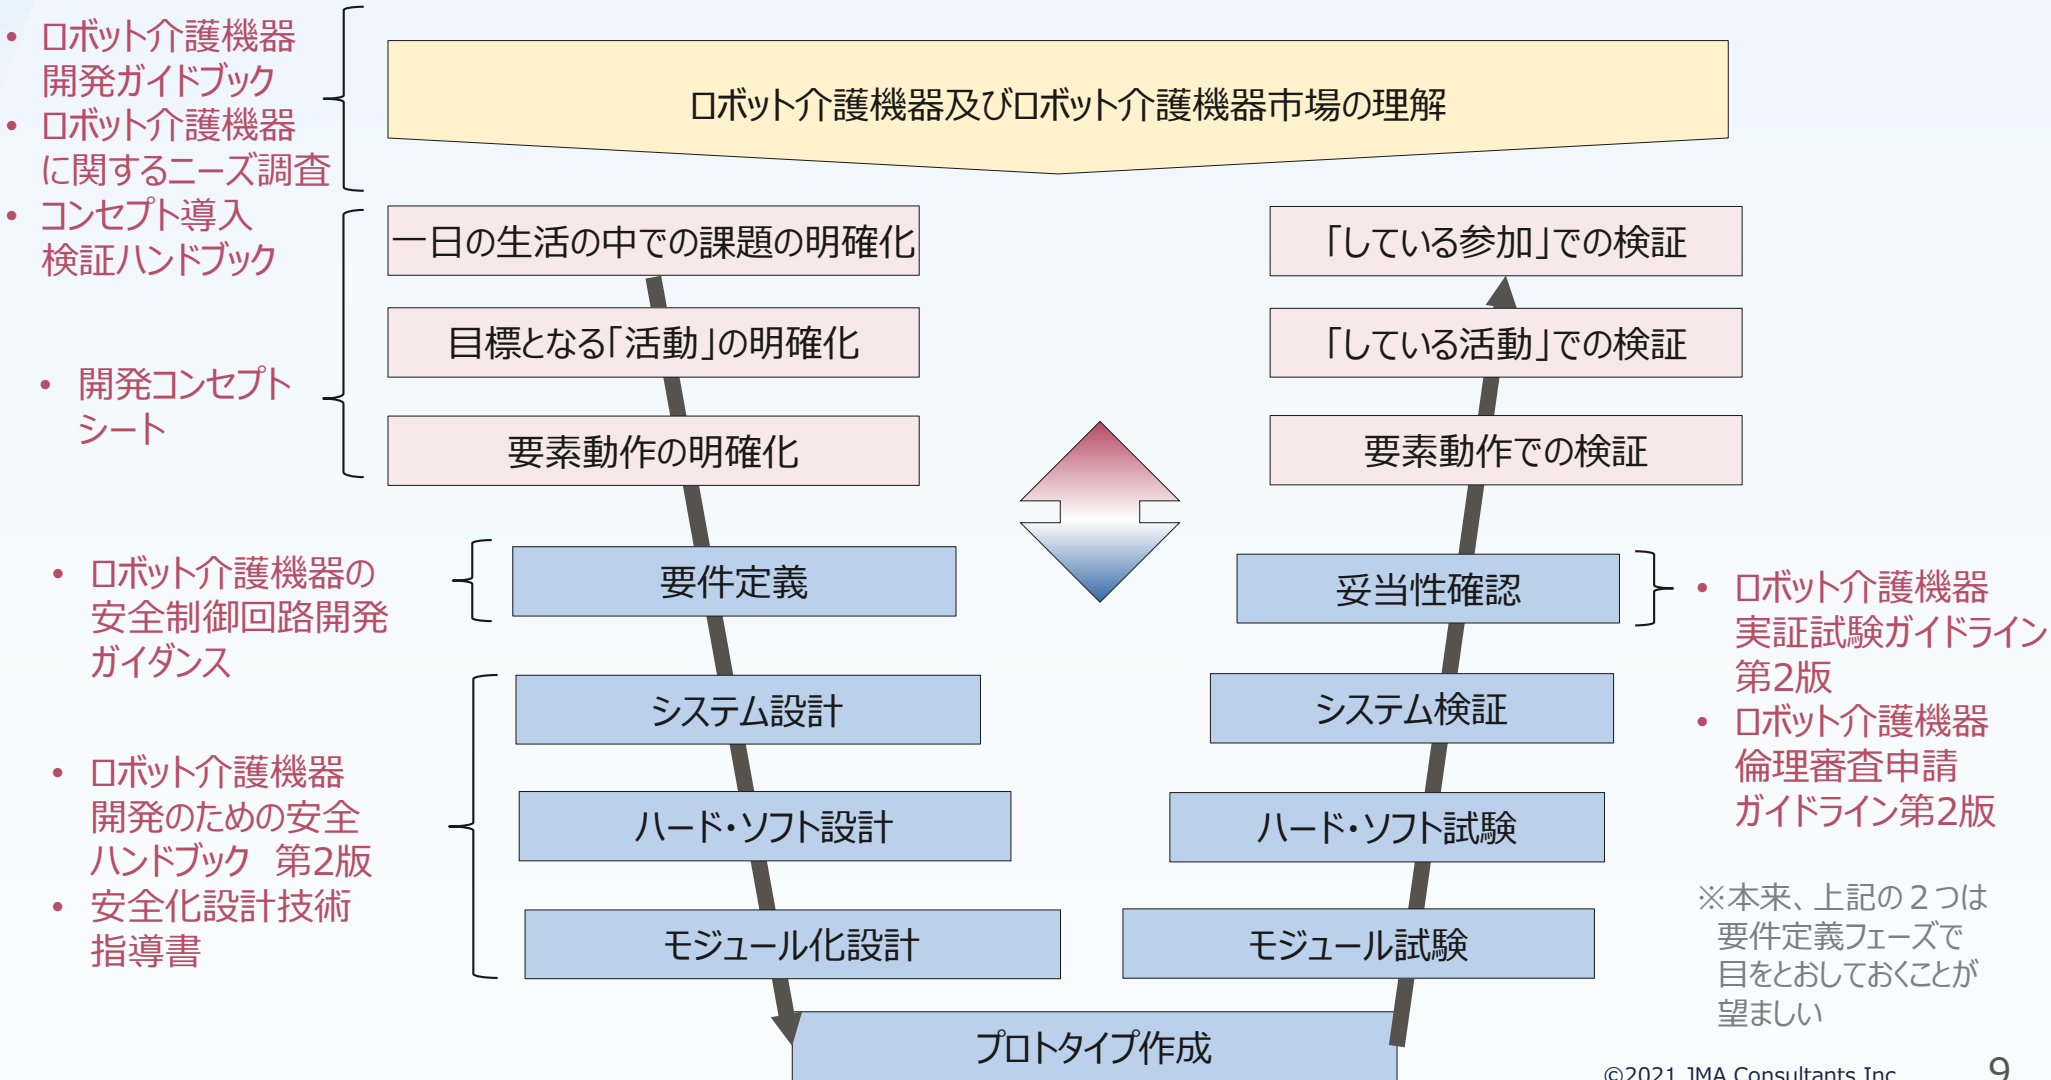 • ロボット介護機器
開発ガイドブック
• ロボット介護機器
に関するニーズ調査
• コンセプト導入
検証ハンドブック
• 開発コンセプト
シート
• ロボット介護機器の
安全制御回路開発
ガイダンス
• ロボット介護機器
開発のための安全
ハンドブック 第2版
• 安全化設計技術
指導書
ロボット介護機器及びロボット介護機器市場の理解
一日の生活の中での課題の明確化
目標となる「活動」の明確化
要素動作の明確化
要件定義
システム設計
ハード・ソフト設計
モジュール化設計
プロトタイプ作成
「している参加」での検証
「している活動」での検証
要素動作での検証
妥当性確認
システム検証
ハード・ソフト試験
モジュール試験
• ロボット介護機器
実証試験ガイドライン
第2版
• ロボット介護機器
倫理審査申請
ガイドライン第2版
※本来、上記の２つは
要件定義フェーズで
目をとおしておくことが
望ましい
©2021 JMA Consultants Inc.
9